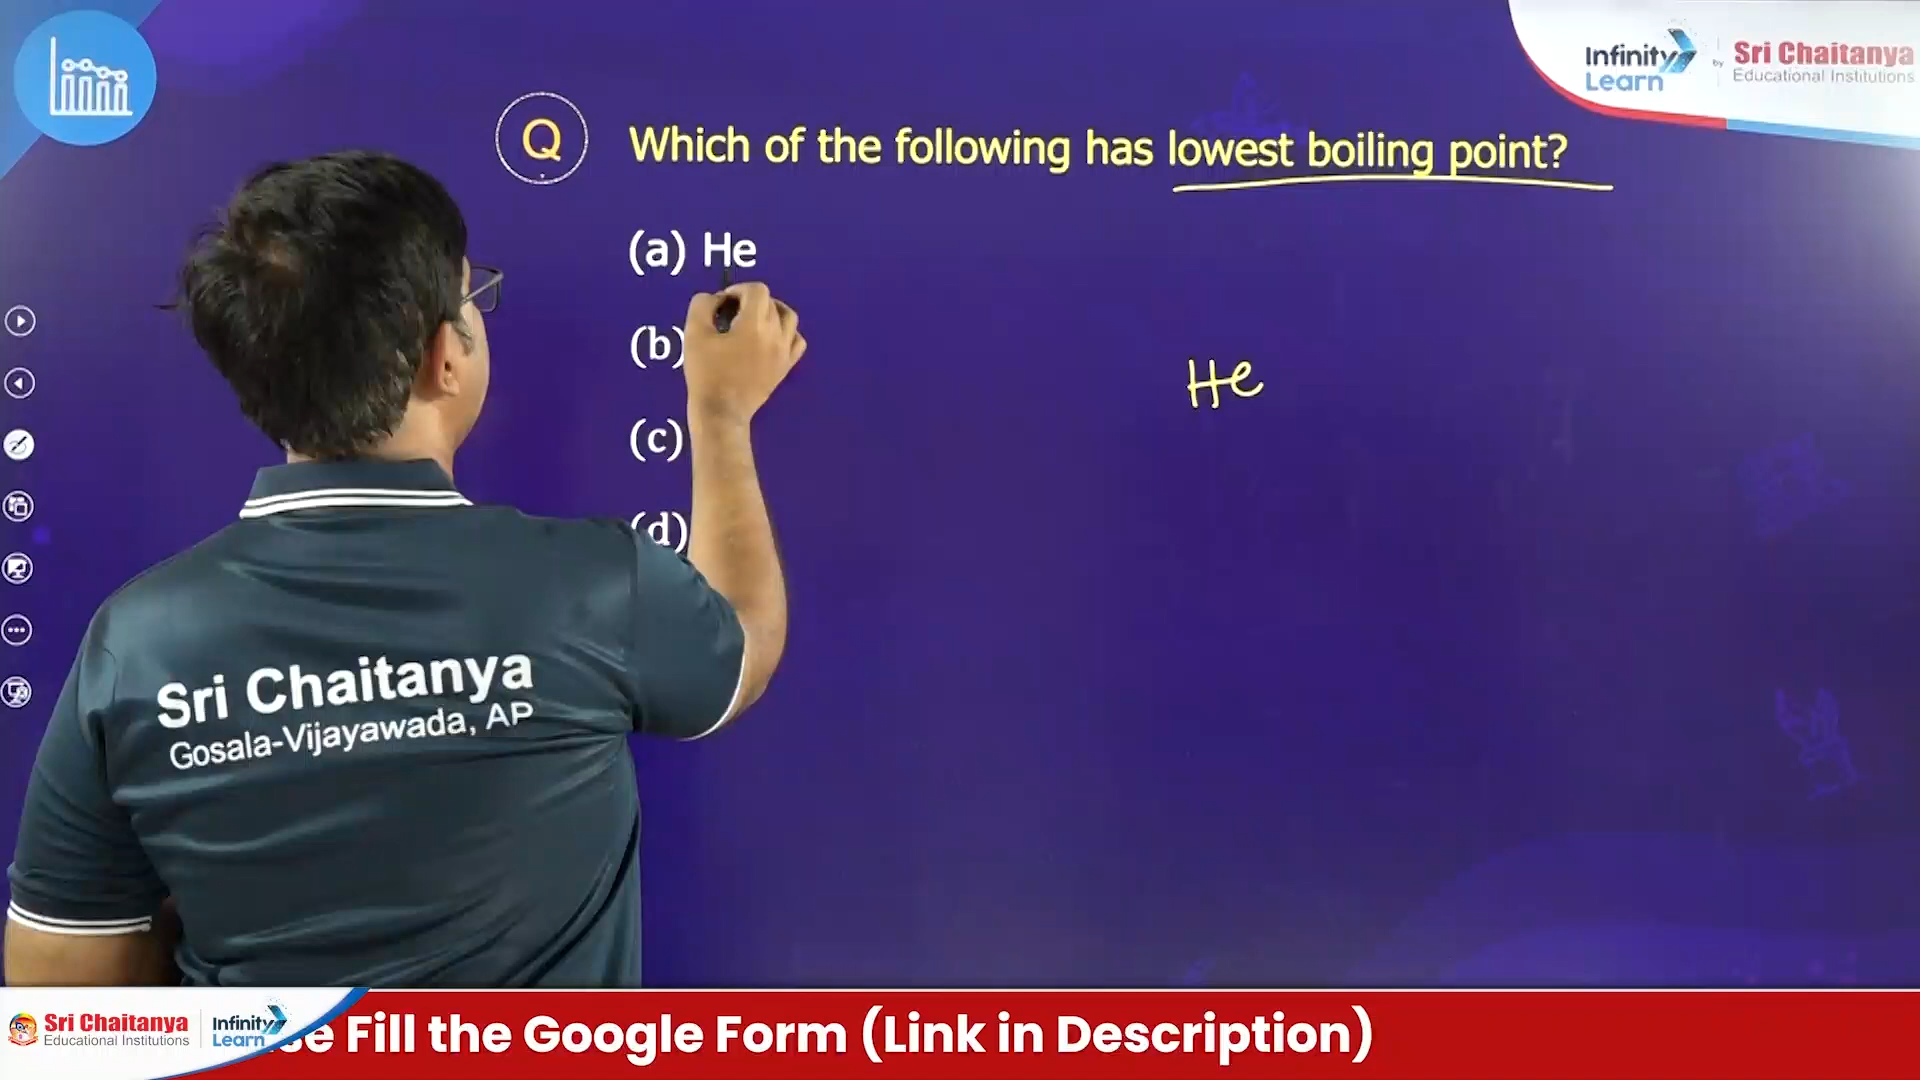 Infinity Learn by Sri Chaitanya Educational Institutions
Q Which of the following has lowest boiling point?
(a) He
(b)
He
(c)
(d)
Sri Chaitanya
Gosala-Vijayawada, AP
Sri Chaitanya Educational Institutions Infinity Learn
Fill the Google Form (Link in Description)